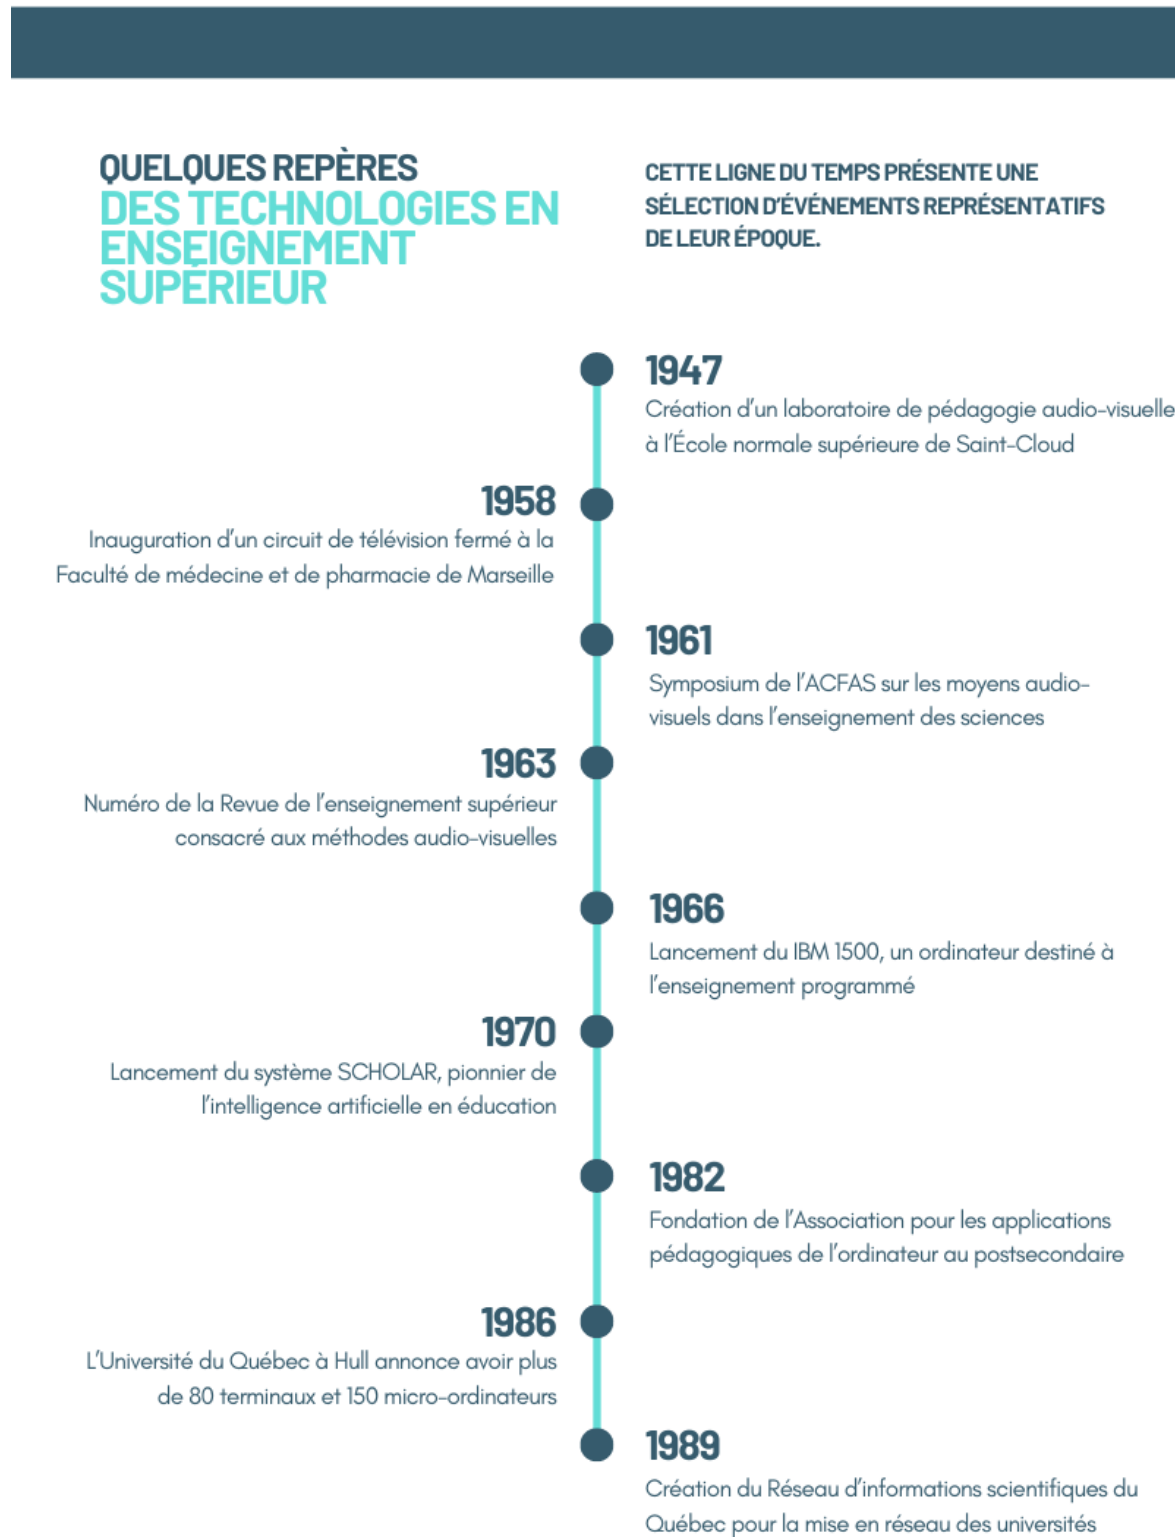 QUELQUES REPÈRES
DES TECHNOLOGIES EN
ENSEIGNEMENT
SUPÉRIEUR
CETTE LIGNE DU TEMPS PRÉSENTE UNE
SÉLECTION D'ÉVÉNEMENTS REPRÉSENTATIFS
DE LEUR ÉPOQUE.
1947
Création d'un laboratoire de pédagogie audio-visuelle
à l'École normale supérieure de Saint-Cloud
1958
Inauguration d'un circuit de télévision fermé à la
Faculté de médecine et de pharmacie de Marseille
1961
Symposium de l'ACFAS sur les moyens audio-
visuels dans l'enseignement des sciences
1963
Numéro de la Revue de l'enseignement supérieur
consacré aux méthodes audio-visuelles
1966
Lancement du IBM 1500, un ordinateur destiné à
l'enseignement programmé
1970
Lancement du système SCHOLAR, pionnier de
l'intelligence artificielle en éducation
1982
Fondation de l'Association pour les applications
pédagogiques de l'ordinateur au postsecondaire
1986
L'Université du Québec à Hull annonce avoir plus
de 80 terminaux et 150 micro-ordinateurs
1989
Création du Réseau d'informations scientifiques du
Québec pour la mise en réseau des universités